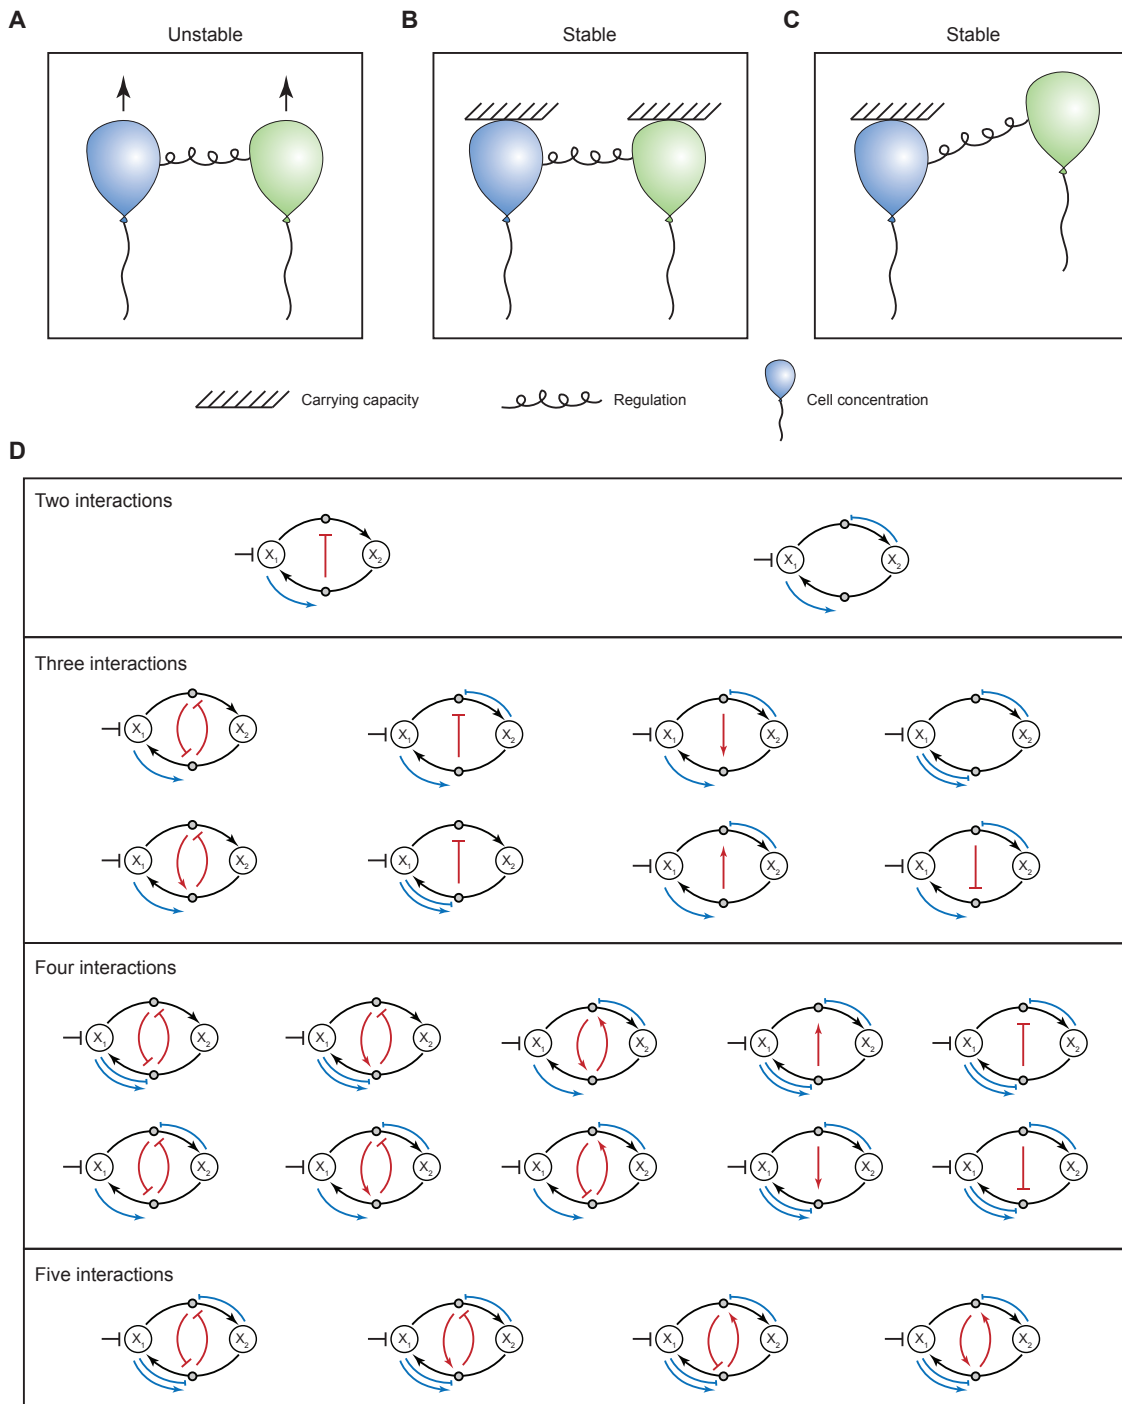 A
B
C
Unstable
Stable
Stable
Carrying capacity
Regulation
Cell concentration
D
Two interactions
X1 X2
X1 X2
Three interactions
X1 X2
X1 X2
X1 X2
X1 X2
X1 X2
X1 X2
X1 X2
X1 X2
Four interactions
X1 X2
X1 X2
X1 X2
X1 X2
X1 X2
X1 X2
X1 X2
X1 X2
X1 X2
X1 X2
Five interactions
X1 X2
X1 X2
X1 X2
X1 X2